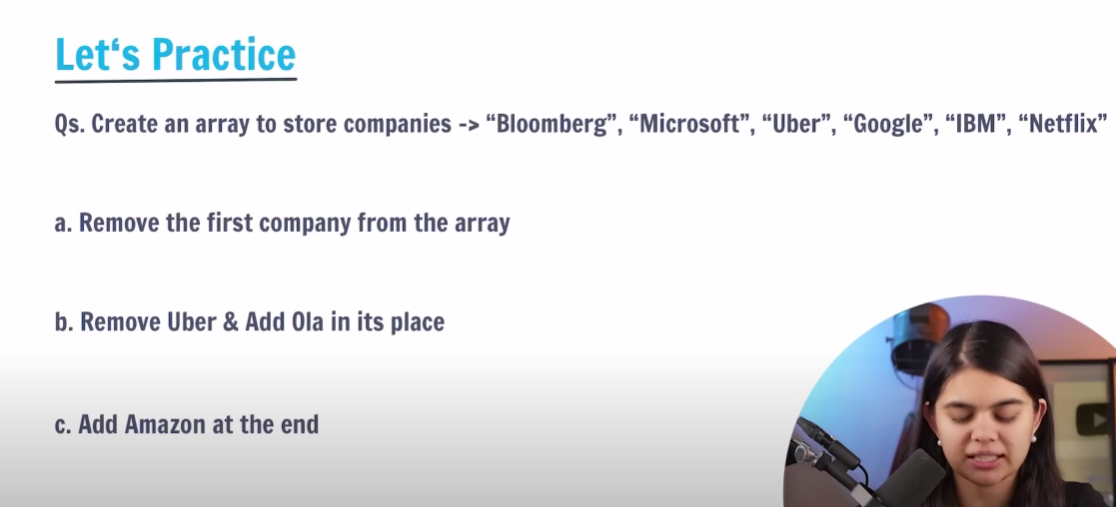 Let‘s Practice
Qs. Create an array to store companies -> “Bloomberg”, “Microsoft”, “Uber”, “Google”, “IBM”, “Netflix”
a. Remove the first company from the array
b. Remove Uber & Add Ola in its place
c. Add Amazon at the end